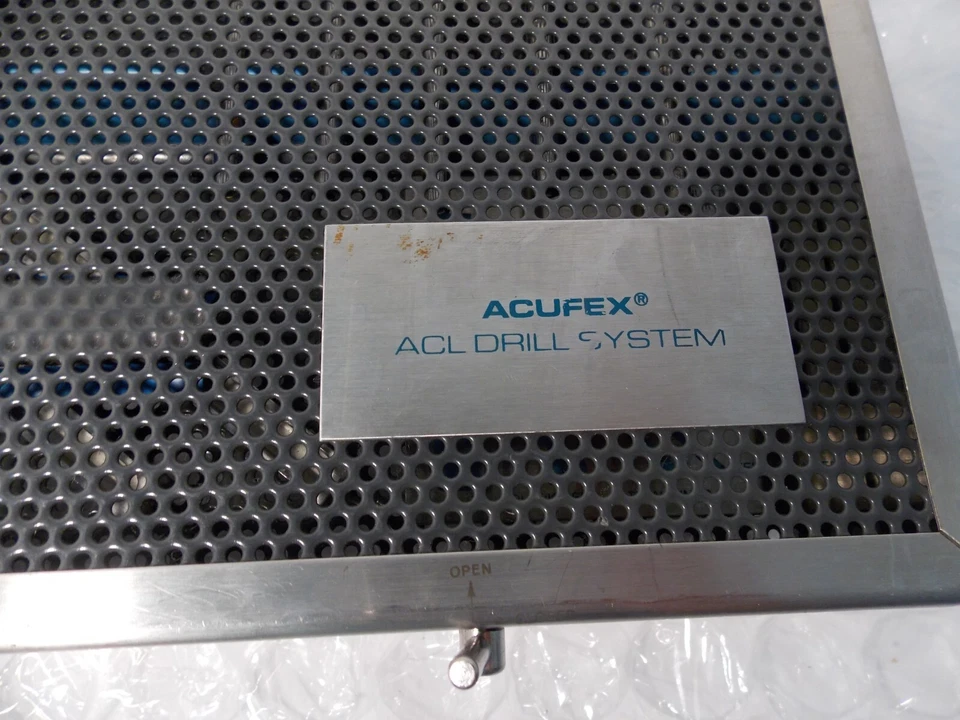 ACUFEX®
ACL DRILL SYSTEM
OPEN